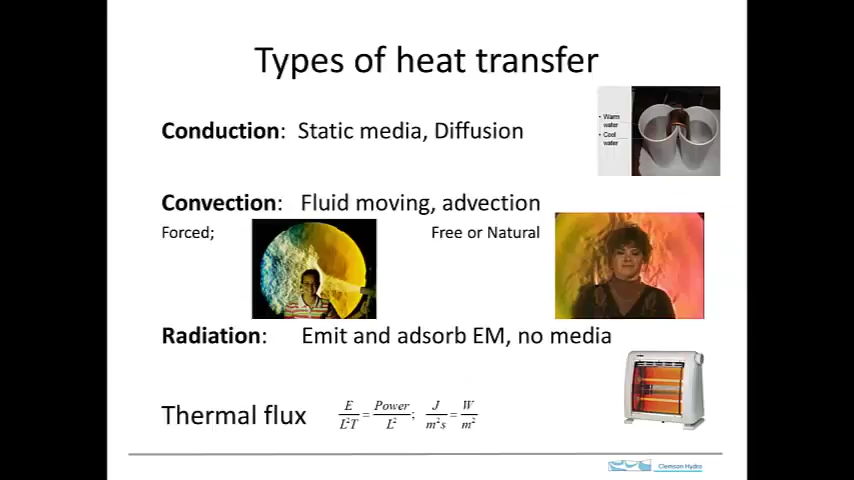 Types of heat transfer
• Warm water
• Cool water
Conduction: Static media, Diffusion
Convection: Fluid moving, advection
Forced; Free or Natural
Radiation: Emit and adsorb EM, no media
Thermal flux E/L²T = Power/L²; J/m²s = W/m²
Clemson Hydro